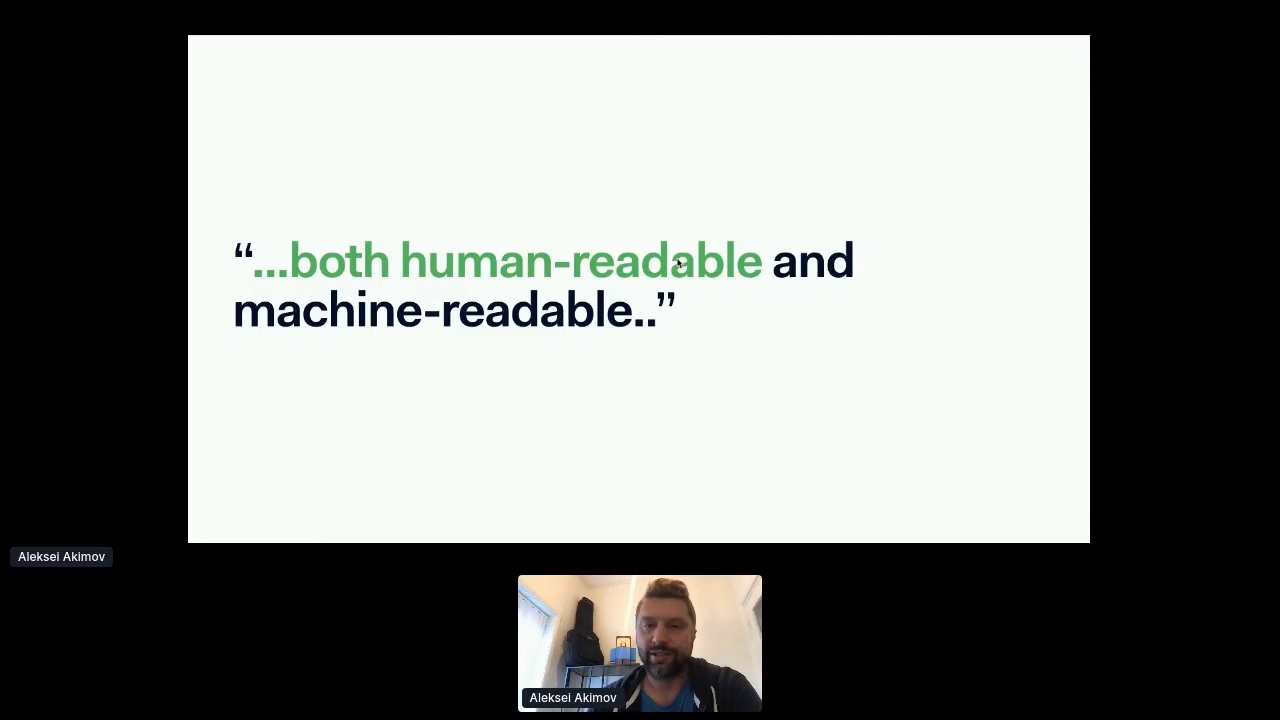 “...both human-readable and
machine-readable..”
Aleksei Akimov
Aleksei Akimov